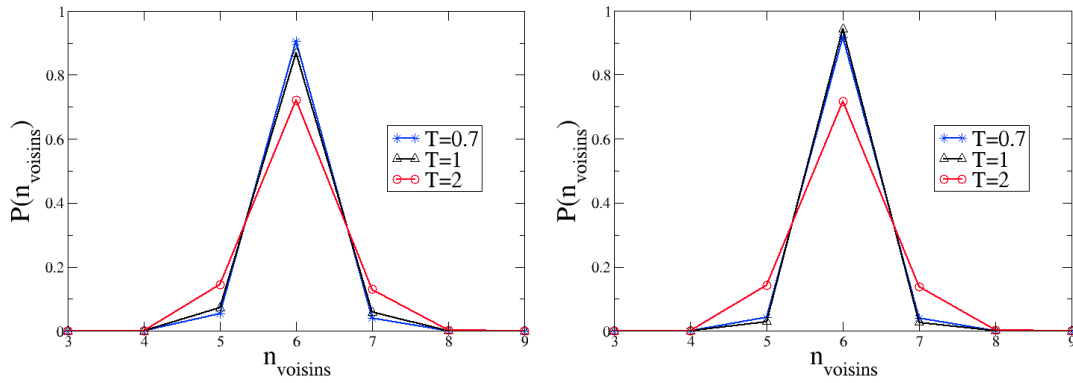 1
0.8
0.6
0.4
0.2
0
P(n_voisins)
3 4 5 6 7 8 9
n_voisins
T=0.7
T=1
T=2
1
0.8
0.6
0.4
0.2
0
P(n_voisins)
3 4 5 6 7 8 9
n_voisins
T=0.7
T=1
T=2